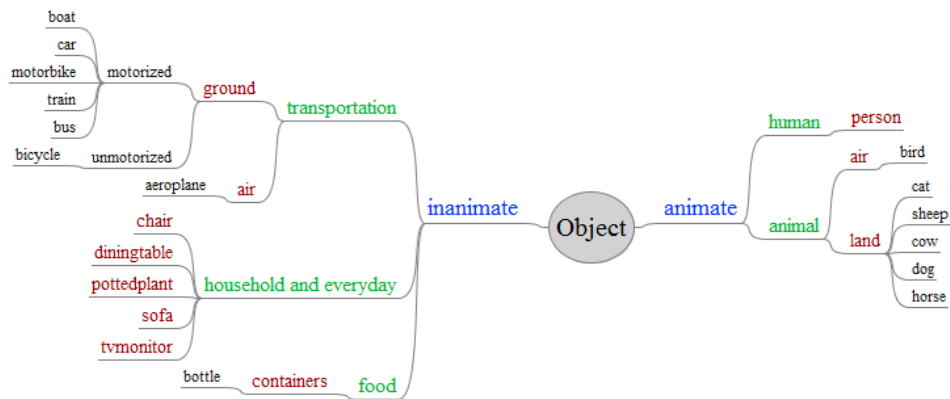 boat
car
motorbike
train
bus
motorized
bicycle
unmotorized
ground
aeroplane
air
transportation
chair
diningtable
pottedplant
sofa
tvmonitor
household and everyday
bottle
containers
food
inanimate
Object
animate
human
person
animal
air
bird
land
cat
sheep
cow
dog
horse